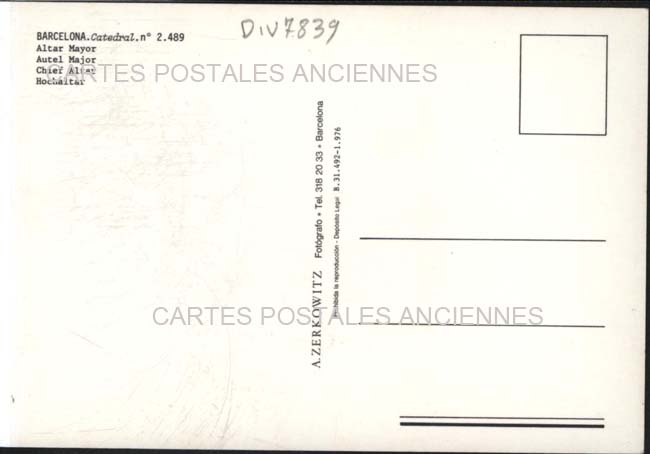 DIV7839
BARCELONA.Catedral.n° 2.489
Altar Mayor
Autel Major
Chief Altar
Hochaltar
CARTES POSTALES ANCIENNES
A. ZERKOWITZ Fotógrafo • Tel. 318 20 33 • Barcelona
Prohibida la reproducción - Depósito Legal B.31.492-1.976
CARTES POSTALES ANCIENNES